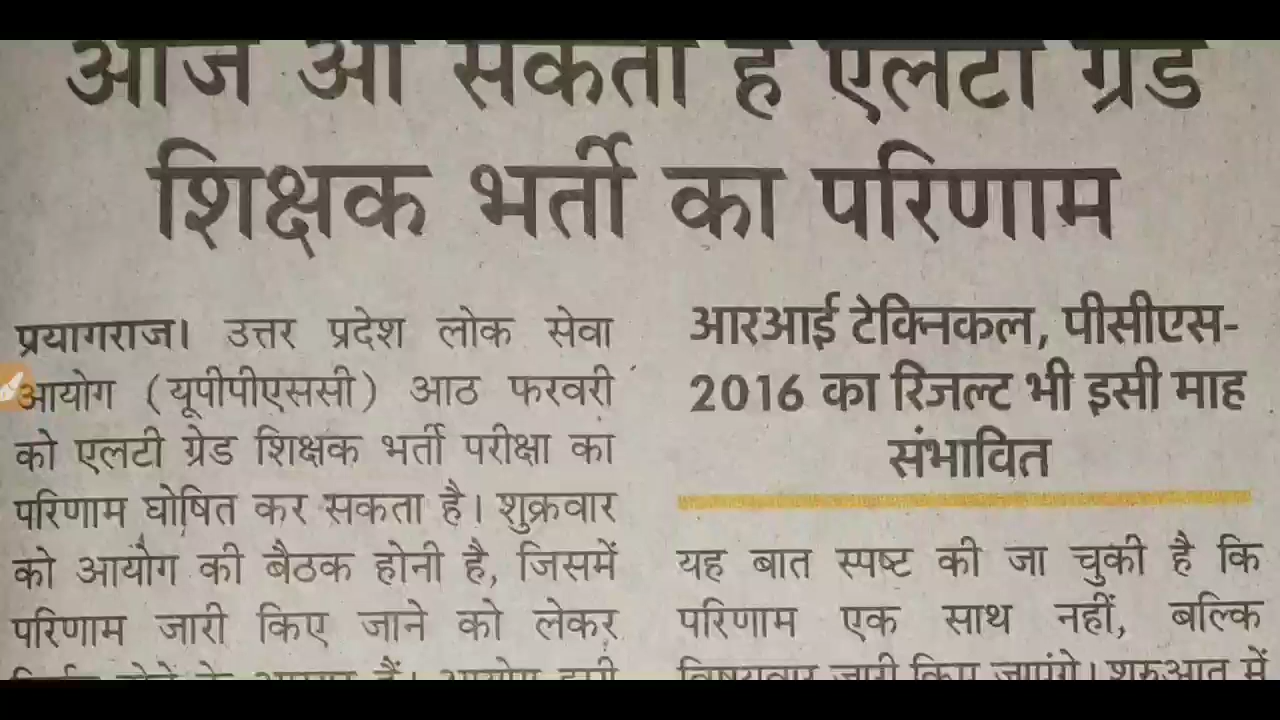 आज आ सकता है एलटी ग्रेड
शिक्षक भर्ती का परिणाम
प्रयागराज। उत्तर प्रदेश लोक सेवा
आयोग (यूपीपीएससी) आठ फरवरी
को एलटी ग्रेड शिक्षक भर्ती परीक्षा का
परिणाम घोषित कर सकता है। शुक्रवार
को आयोग की बैठक होनी है, जिसमें
परिणाम जारी किए जाने को लेकर
आरआई टेक्निकल, पीसीएस-
2016 का रिजल्ट भी इसी माह
संभावित
यह बात स्पष्ट की जा चुकी है कि
परिणाम एक साथ नहीं, बल्कि
विषयवार जारी किए जाएंगे। शुरुआत में